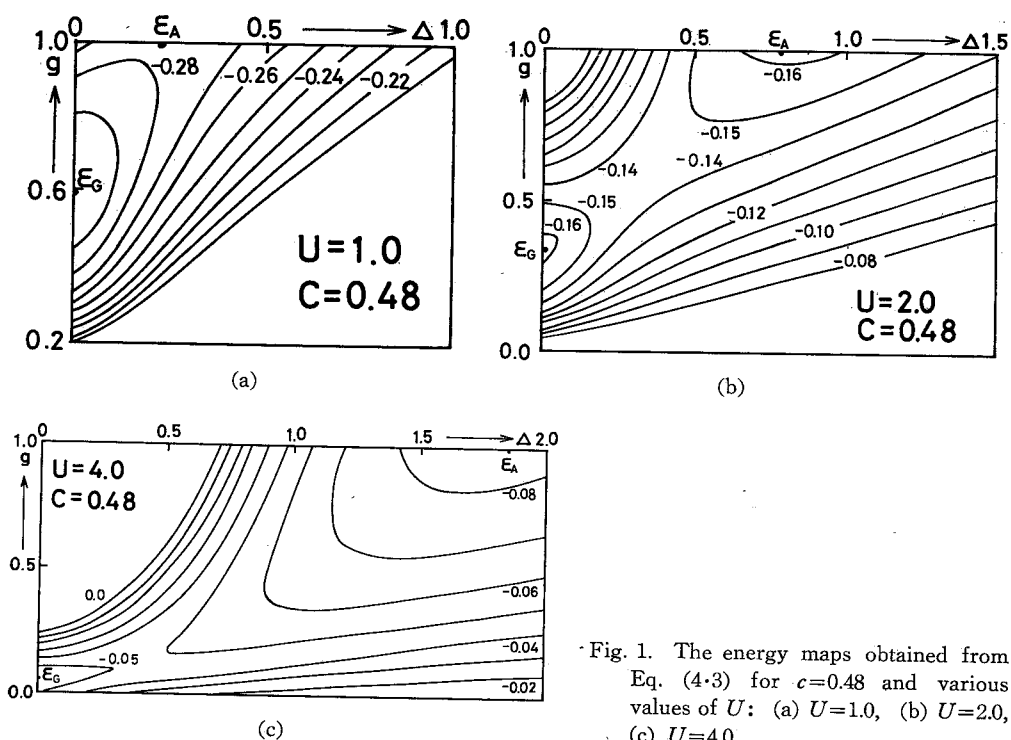 0 ε_A 0.5 → Δ 1.0
1.0
g
↑
-0.28 -0.26 -0.24 -0.22
0.6
ε_G
U=1.0
C=0.48
0.2
(a)
0 0.5 ε_A 1.0 → Δ 1.5
1.0
g
↑
-0.16
-0.15
-0.14
-0.14
0.5
-0.15
-0.16
-0.12
ε_G
-0.10
-0.08
U=2.0
C=0.48
0.0
(b)
0 0.5 1.0 1.5 → Δ 2.0
1.0
g
↑
U=4.0
C=0.48
ε_A
-0.08
0.5
0.0
-0.06
-0.05
-0.04
ε_G
-0.02
0.0
(c)
Fig. 1. The energy maps obtained from
Eq. (4·3) for c=0.48 and various
values of U: (a) U=1.0, (b) U=2.0,
(c) U=4.0